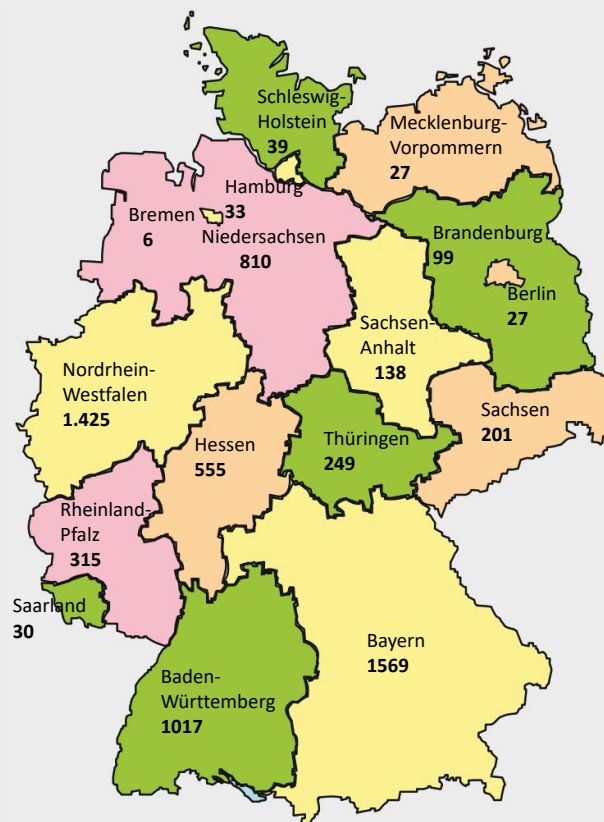 Schleswig-
Holstein
39
Mecklenburg-
Vorpommern
27
Hamburg
33
Bremen
6
Niedersachsen
810
Brandenburg
99
Berlin
27
Sachsen-
Anhalt
138
Nordrhein-
Westfalen
1.425
Sachsen
201
Hessen
555
Thüringen
249
Rheinland-
Pfalz
315
Saarland
30
Bayern
1569
Baden-
Württemberg
1017